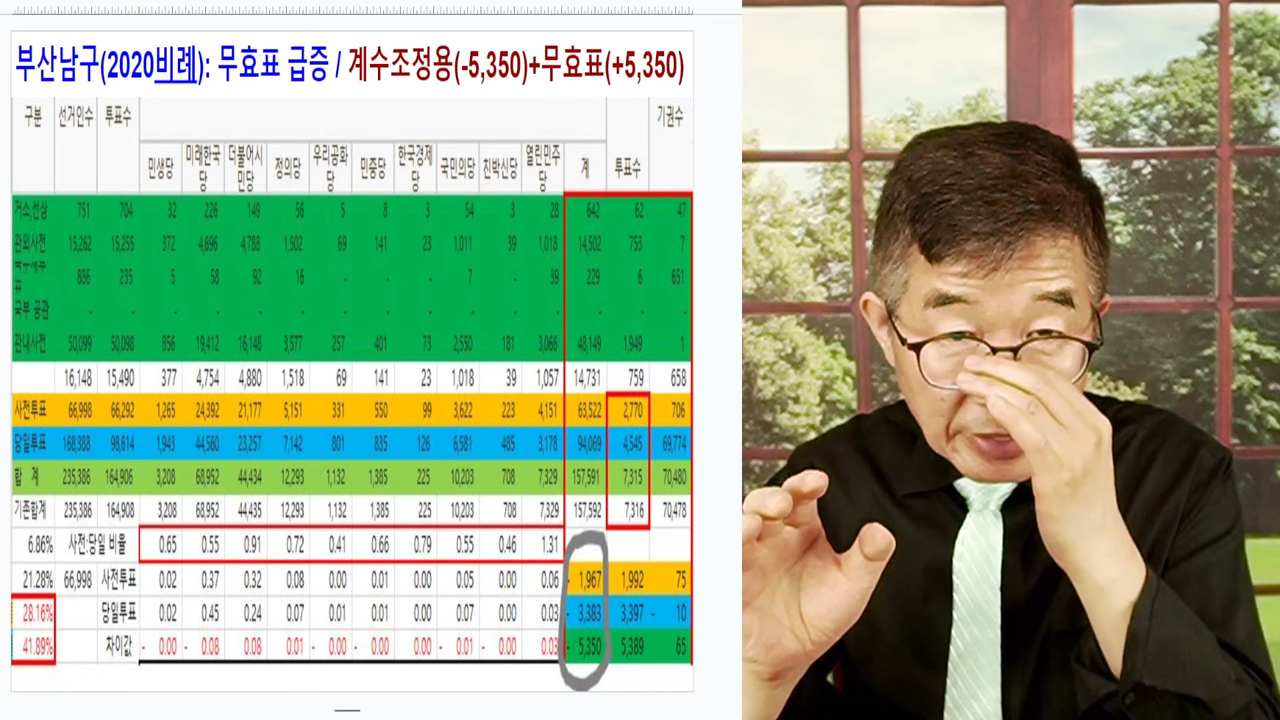 부산남구(2020비례): 무효표 급증 / 계수조정용(-5,350)+무효표(+5,350)
구분 선거인수 투표수 기권수
민생당 미래한국당 더불어시민당 정의당 우리공화당 민중당 한국경제당 국민의당 친박신당 열린민주당 계 투표수
거소,선상 751 704 32 226 149 56 5 8 3 54 3 28 642 62 47
관외사전 15,262 15,255 372 4,696 4,788 1,502 69 141 23 1,011 39 1,018 14,502 753 7
886 235 5 58 92 16 - - - 7 - 39 229 6 651
국부 공관 - - - - - - - - - - - - - - -
관내사전 50,099 50,098 856 19,412 16,148 3,577 257 401 73 2,550 181 3,066 48,149 1,949 1
16,148 15,490 377 4,754 4,880 1,518 69 141 23 1,018 39 1,057 14,731 759 658
사전투표 66,998 66,292 1,265 24,392 21,177 5,151 331 550 99 3,622 223 4,151 63,522 2,770 706
당일투표 168,388 98,614 1,943 44,560 23,257 7,142 801 835 126 6,581 485 3,178 94,069 4,545 69,774
합 계 235,386 164,906 3,208 68,952 44,434 12,293 1,132 1,385 225 10,203 708 7,329 157,591 7,315 70,480
기존합계 235,386 164,908 3,208 68,952 44,435 12,293 1,132 1,385 225 10,203 708 7,329 157,592 7,316 70,478
6.86% 사전:당일 비율 0.65 0.55 0.91 0.72 0.41 0.66 0.79 0.55 0.46 1.31
21.28% 66,998 사전투표 0.02 0.37 0.32 0.08 0.00 0.01 0.00 0.05 0.00 0.06 - 1,967 1,992 75
28.16% 당일투표 0.02 0.45 0.24 0.07 0.01 0.01 0.00 0.07 0.00 0.03 - 3,383 3,397 - 10
41.89% 차이값 - 0.00 - 0.08 0.08 0.01 - 0.00 - 0.00 - 0.00 - 0.01 - 0.00 0.03 - 5,350 5,389 65